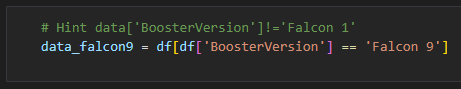 # Hint data['BoosterVersion']!='Falcon 1'
data_falcon9 = df[df['BoosterVersion'] == 'Falcon 9']